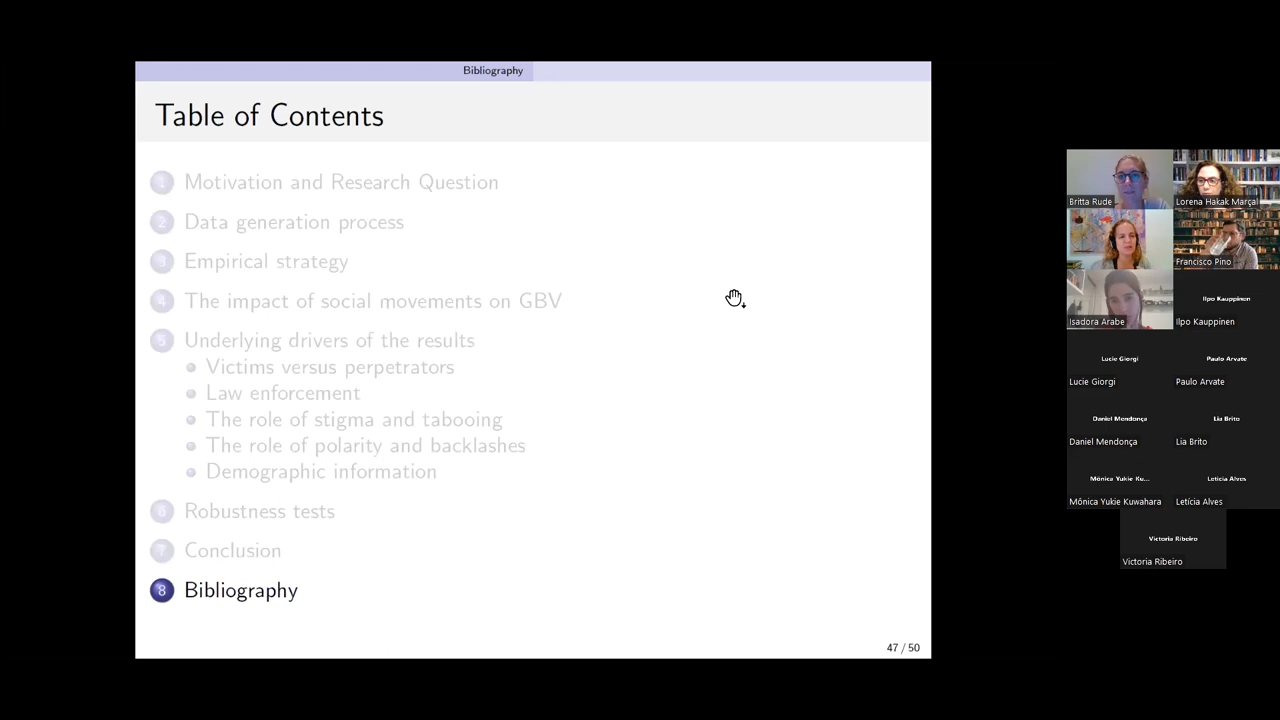 Bibliography
Table of Contents
1 Motivation and Research Question
2 Data generation process
3 Empirical strategy
4 The impact of social movements on GBV
5 Underlying drivers of the results
Victims versus perpetrators
Law enforcement
The role of stigma and tabooing
The role of polarity and backlashes
Demographic information
6 Robustness tests
7 Conclusion
8 Bibliography
47 / 50
Britta Rude
Lorena Hakak Marçal
Francisco Pino
Isadora Arabe
Ilpo Kauppinen
Ilpo Kauppinen
Lucie Giorgi
Lucie Giorgi
Paulo Arvate
Paulo Arvate
Daniel Mendonça
Daniel Mendonça
Lia Brito
Lia Brito
Mônica Yukie Ku...
Mônica Yukie Kuwahara
Letícia Alves
Letícia Alves
Victoria Ribeiro
Victoria Ribeiro